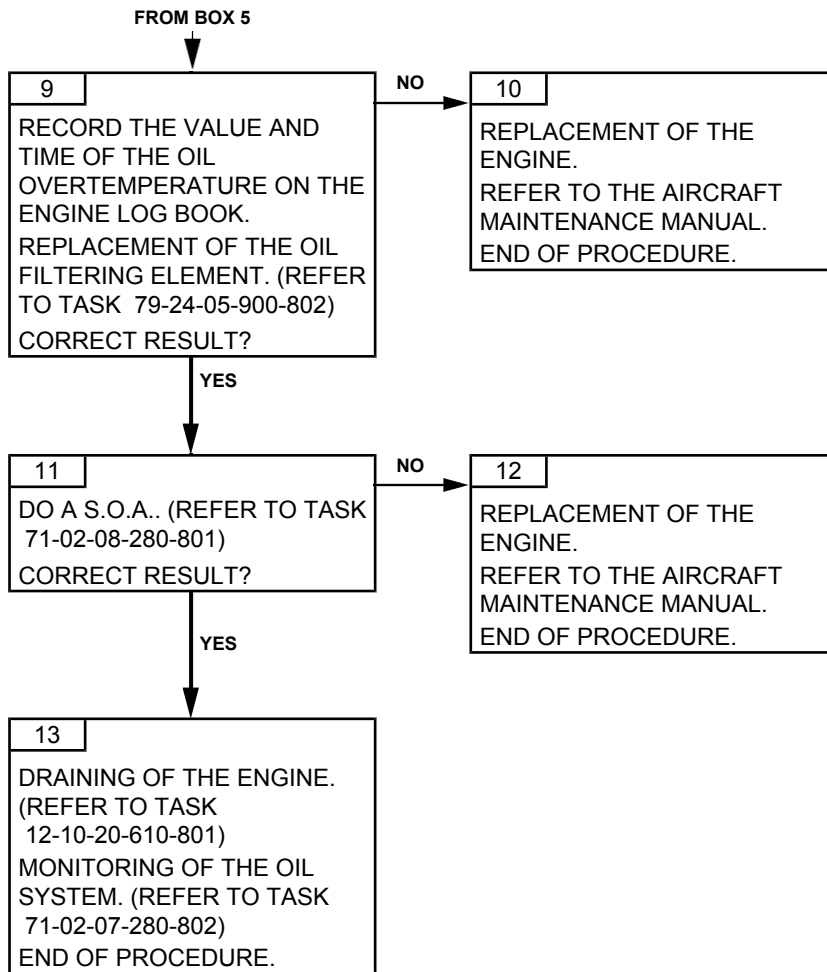 FROM BOX 5
9
NO
RECORD THE VALUE AND
TIME OF THE OIL
OVERTEMPERATURE ON THE
ENGINE LOG BOOK.
REPLACEMENT OF THE OIL
FILTERING ELEMENT. (REFER
TO TASK 79-24-05-900-802)
CORRECT RESULT?
10
REPLACEMENT OF THE
ENGINE.
REFER TO THE AIRCRAFT
MAINTENANCE MANUAL.
END OF PROCEDURE.
YES
11
NO
DO A S.O.A.. (REFER TO TASK
71-02-08-280-801)
CORRECT RESULT?
12
REPLACEMENT OF THE
ENGINE.
REFER TO THE AIRCRAFT
MAINTENANCE MANUAL.
END OF PROCEDURE.
YES
13
DRAINING OF THE ENGINE.
(REFER TO TASK
12-10-20-610-801)
MONITORING OF THE OIL
SYSTEM. (REFER TO TASK
71-02-07-280-802)
END OF PROCEDURE.